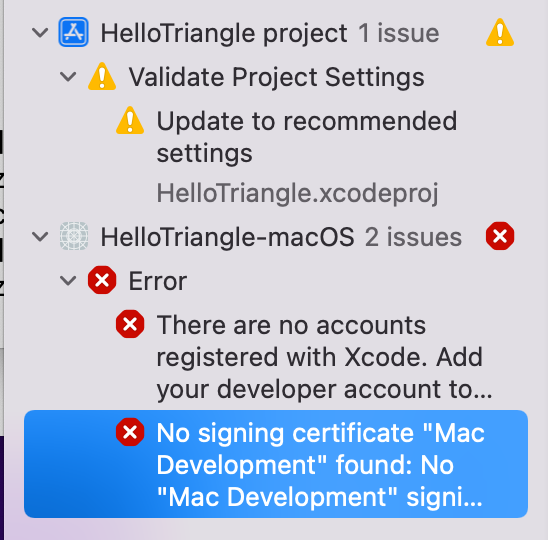 HelloTriangle project 1 issue
Validate Project Settings
Update to recommended
settings
HelloTriangle.xcodeproj
HelloTriangle-macOS 2 issues
Error
There are no accounts
registered with Xcode. Add
your developer account to...
No signing certificate "Mac
Development" found: No
"Mac Development" signi...